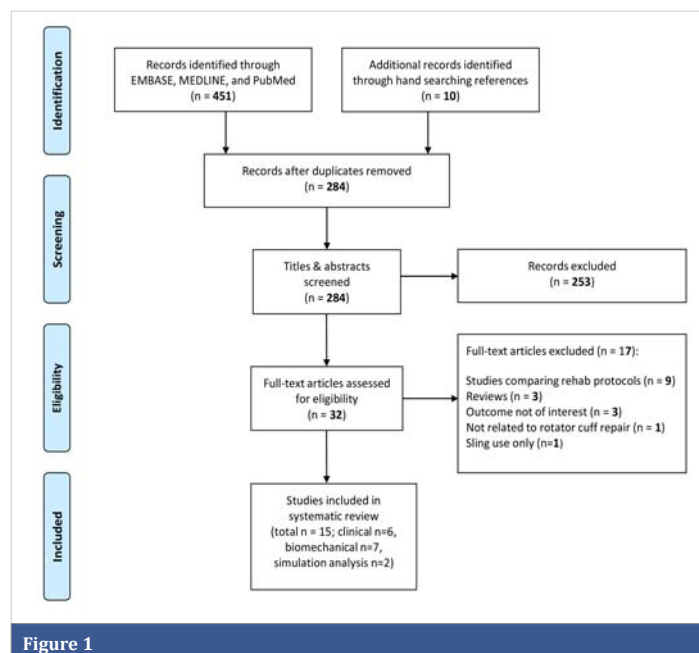 Identification
Records identified through
EMBASE, MEDLINE, and PubMed
(n = 451)
Additional records identified
through hand searching references
(n = 10)
Records after duplicates removed
(n = 284)
Screening
Titles & abstracts
screened
(n = 284)
Records excluded
(n = 253)
Eligibility
Full-text articles assessed
for eligibility
(n = 32)
Full-text articles excluded (n = 17):
Studies comparing rehab protocols (n = 9)
Reviews (n = 3)
Outcome not of interest (n = 3)
Not related to rotator cuff repair (n = 1)
Sling use only (n=1)
Included
Studies included in
systematic review
(total n = 15; clinical n=6,
biomechanical n=7,
simulation analysis n=2)
Figure 1